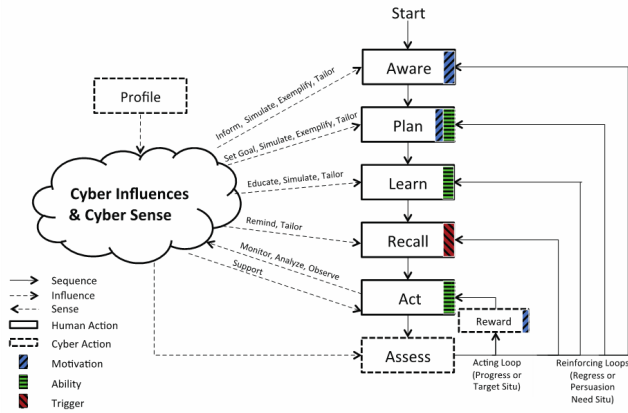 Start
Aware
Profile
Inform, Simulate, Exemplify, Tailor
Plan
Set Goal, Simulate, Exemplify, Tailor
Cyber Influences
& Cyber Sense
Educate, Simulate, Tailor
Learn
Remind, Tailor
Recall
Monitor, Analyze, Observe
Support
Act
Reward
Assess
Acting Loop
(Progress or
Target Situ)
Reinforcing Loops
(Regress or
Persuasion
Need Situ)
Sequence
Influence
Sense
Human Action
Cyber Action
Motivation
Ability
Trigger